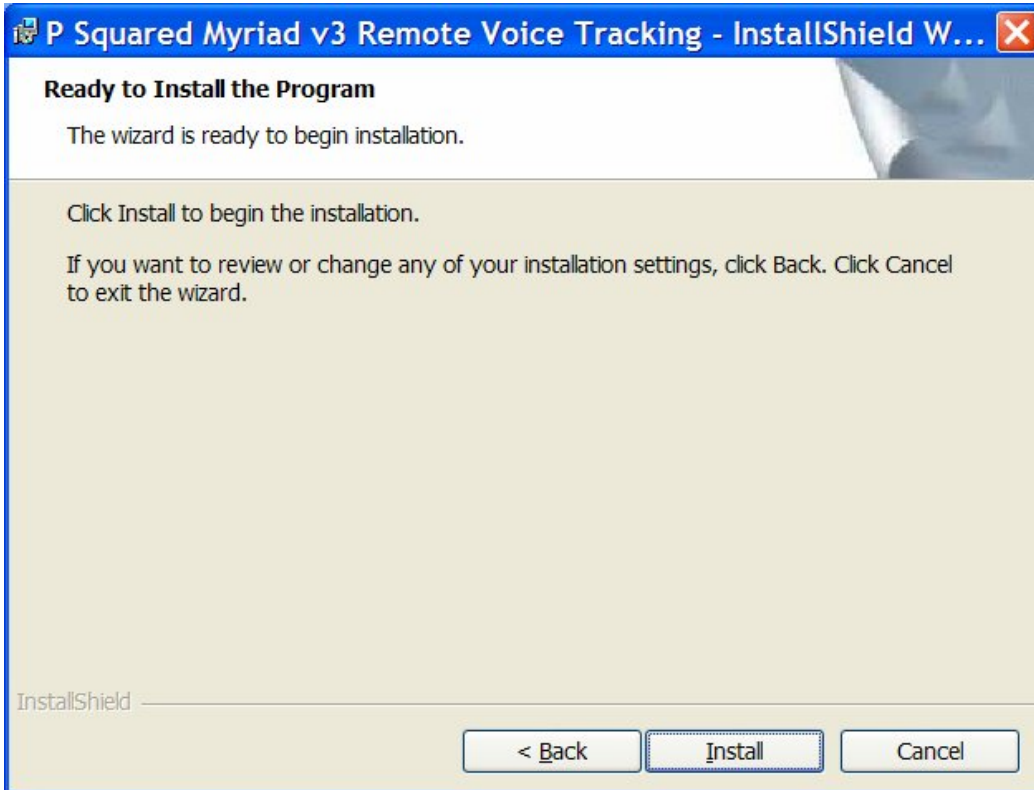 P Squared Myriad v3 Remote Voice Tracking - InstallShield W...
Ready to Install the Program
The wizard is ready to begin installation.
Click Install to begin the installation.
If you want to review or change any of your installation settings, click Back. Click Cancel
to exit the wizard.
InstallShield
< Back Install Cancel